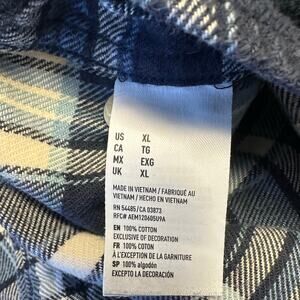 US XL
CA TG
MX EXG
UK XL
MADE IN VIETNAM / FABRIQUÉ AU
VIETNAM / HECHO EN VIETNAM
RN 54485/CA 03873
RFC# AEM120605U9A
EN 100% COTTON
EXCLUSIVE OF DECORATION
FR 100% COTON
À L'EXCEPTION DE LA GARNITURE
SP 100% algodón
EXCEPTO LA DECORACIÓN